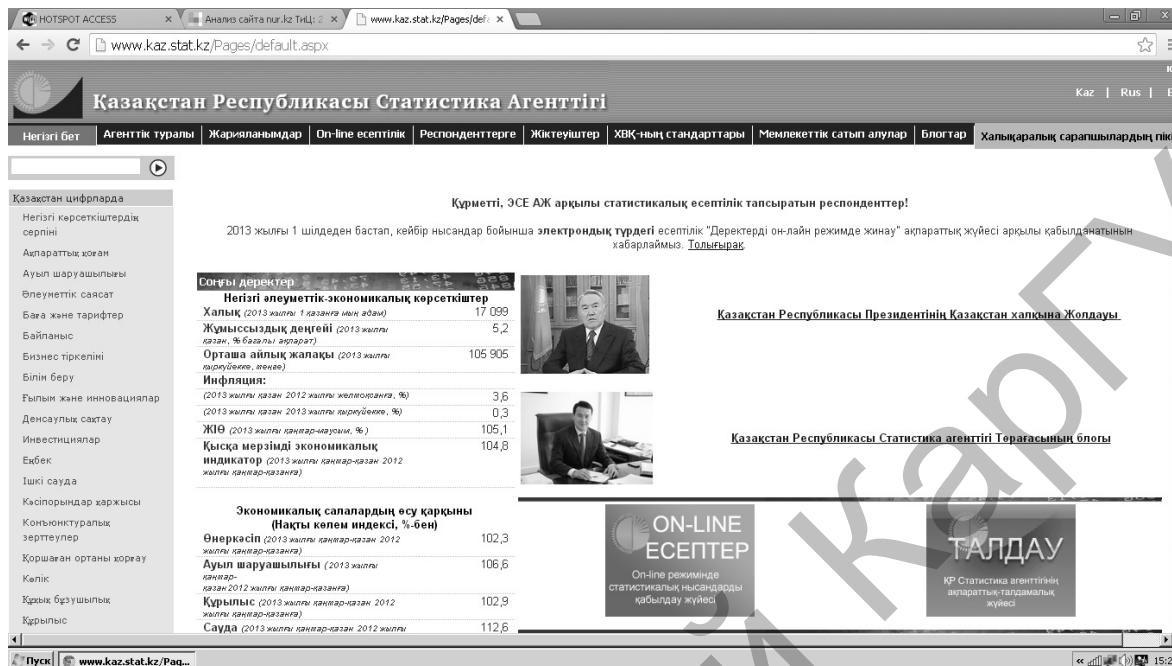 HOTSPOT ACCESS
Анализ сайта nur.kz ТиЦ: 2
www.kaz.stat.kz/Pages/defa
www.kaz.stat.kz/Pages/default.aspx
Қазақстан Республикасы Статистика Агенттігі
Kaz | Rus |
Негізгі бет
Агенттік туралы
Жарияланымдар
On-line есептілік
Респонденттерге
Жіктеуіштер
ХВҚ-ның стандарттары
Мемлекеттік сатып алулар
Блогтар
Халықаралық сарапшылардың пікі
Қазақстан цифрларда
Негізгі көрсеткіштердің
серпіні
Ақпараттық қоғам
Ауыл шаруашылығы
Әлеуметтік саясат
Баға және тарифтер
Байланыс
Бизнес тіркеліні
Білім беру
Ғылым және инновациялар
Денсаулық сақтау
Инвестициялар
Еңбек
Ішкі сауда
Кәсіпорындар қаржысы
Конъюнктуралық
зерттеулер
Қоршаған ортаны қорғау
Көлік
Құқық бұзушылық
Құрылыс
Құрметті, ЭСЕ АЖ арқылы статистикалық есептілік тапсыратын респонденттер!
2013 жылғы 1 шілдеден бастап, кейбір нысандар бойынша электрондық түрдегі есептілік "Деректерді он-лайн режимде жинау" ақпараттық жүйесі арқылы қабылданатынын
хабарлаймыз. Толығырақ.
Соңғы деректер
Негізгі әлеуметтік-экономикалық көрсеткіштер
Халық (2013 жылғы 1 қазанға мың адам) 17 099
Жұмыссыздық деңгейі (2013 жылғы 5,2
қазан, % бағалы ақпарат)
Орташа айлық жалақы (2013 жылғы 105 905
қыркүйекке, теңге)
Инфляция:
(2013 жылғы қазан 2012 жылғы желтоқсанға, %) 3,6
(2013 жылғы қазан 2013 жылғы қыркүйекке, %) 0,3
ЖІӨ (2013 жылғы қаңтар-маусым, %) 105,1
Қысқа мерзімді экономикалық 104,8
индикатор (2013 жылғы қаңтар-қазан 2012
жылғы қаңтар-қазанға)
Экономикалық салалардың өсу қарқыны
(Нақты көлем индексі, %-бен)
Өнеркәсіп (2013 жылғы қаңтар-қазан 2012 102,3
жылғы қаңтар-қазанға)
Ауыл шаруашылығы (2013 жылғы 106,6
қаңтар-
қазан 2012 жылғы қаңтар-қазанға)
Құрылыс (2013 жылғы қаңтар-қазан 2012 102,9
жылғы қаңтар-қазанға)
Сауда (2013 жылғы қаңтар-қазан 2012 жылғы 112,6
Қазақстан Республикасы Президентінің Қазақстан халқына Жолдауы
Қазақстан Республикасы Статистика агенттігі Төрағасының блогы
ON-LINE
ЕСЕПТЕР
On-line режимінде
статистикалық нысандарды
қабылдау жүйесі
ТАЛДАУ
ҚР Статистика агенттігінің
ақпараттық-талдамалық
жүйесі
Пуск
www.kaz.stat.kz/Pag...
КарГУ